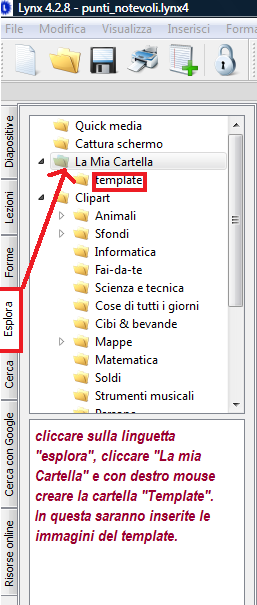 Lynx 4.2.8 - punti_notevoli.lynx4
File Modifica Visualizza Inserisci Form
Diapositive
Lezioni
Forme
Esplora
Cerca
Cerca con Google
Risorse online
Quick media
Cattura schermo
La Mia Cartella
template
Clipart
Animali
Sfondi
Informatica
Fai-da-te
Scienza e tecnica
Cose di tutti i giorni
Cibi & bevande
Mappe
Matematica
Soldi
Strumenti musicali
cliccare sulla linguetta
"esplora", cliccare "La mia
Cartella" e con destro mouse
creare la cartella "Template".
In questa saranno inserite le
immagini del template.